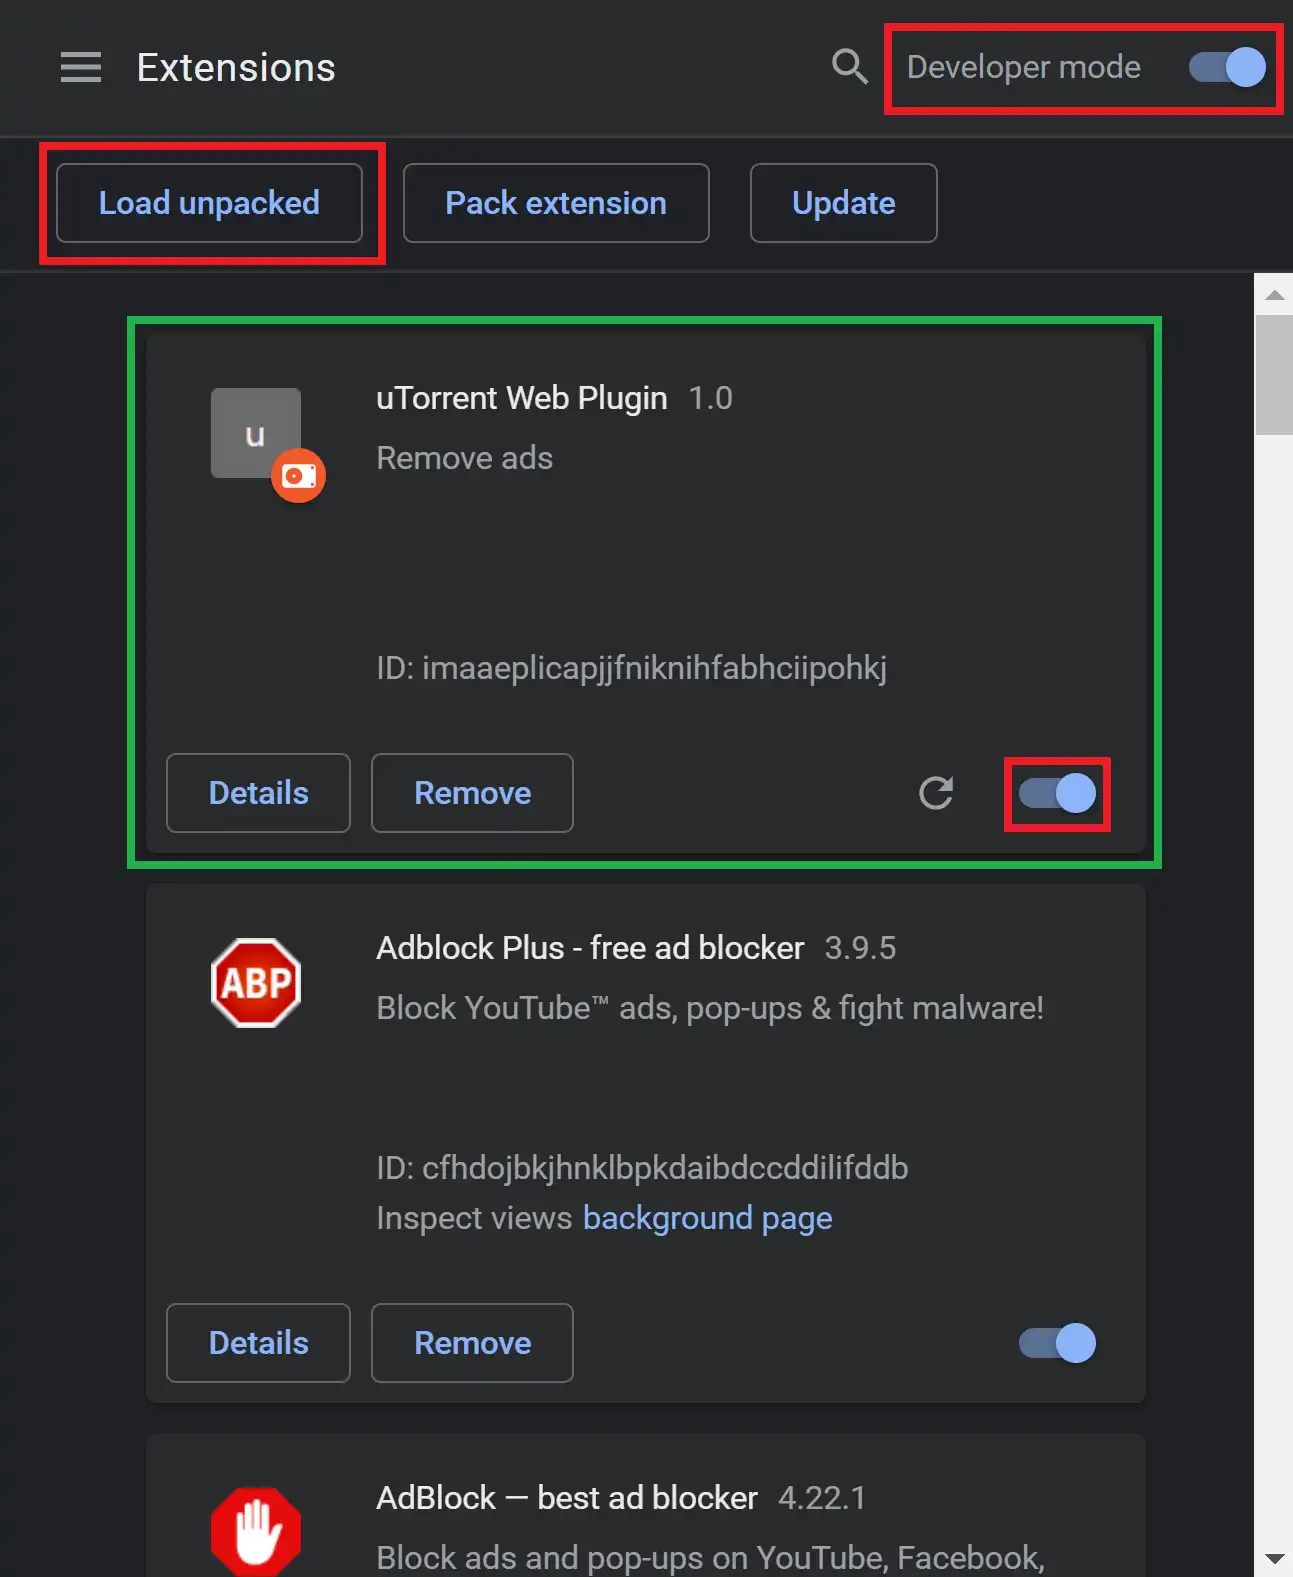 Extensions
Developer mode
Load unpacked
Pack extension
Update
u
uTorrent Web Plugin 1.0
Remove ads
ID: imaaeplicapjjfniknihfabhciipohkj
Details
Remove
ABP
Adblock Plus - free ad blocker 3.9.5
Block YouTube™ ads, pop-ups & fight malware!
ID: cfhdojbkjhnklbpkdaibdccddilifddb
Inspect views background page
Details
Remove
AdBlock — best ad blocker 4.22.1
Block ads and pop-ups on YouTube, Facebook,